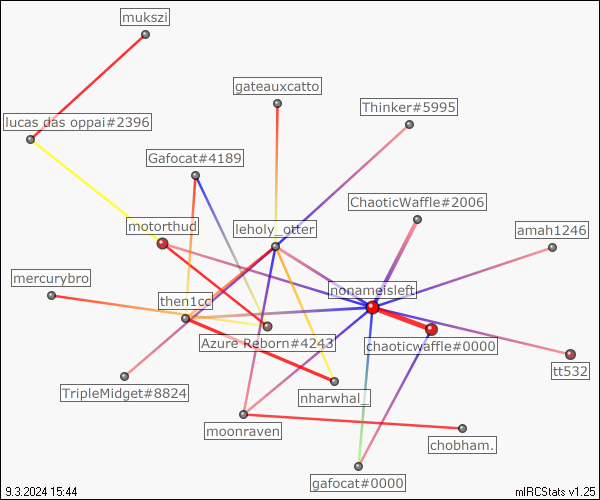 mukszi
gateauxcatto
Thinker#5995
lucas das oppai#2396
Gafocat#4189
ChaoticWaffle#2006
motorthud
leholy_otter
amah1246
mercurybro
nonameisleft
then1cc
Azure Reborn#4243
chaoticwaffle#0000
tt532
TripleMidget#8824
nharwhal_
moonraven
chobham.
gafocat#0000
9.3.2024 15:44
mIRCStats v1.25